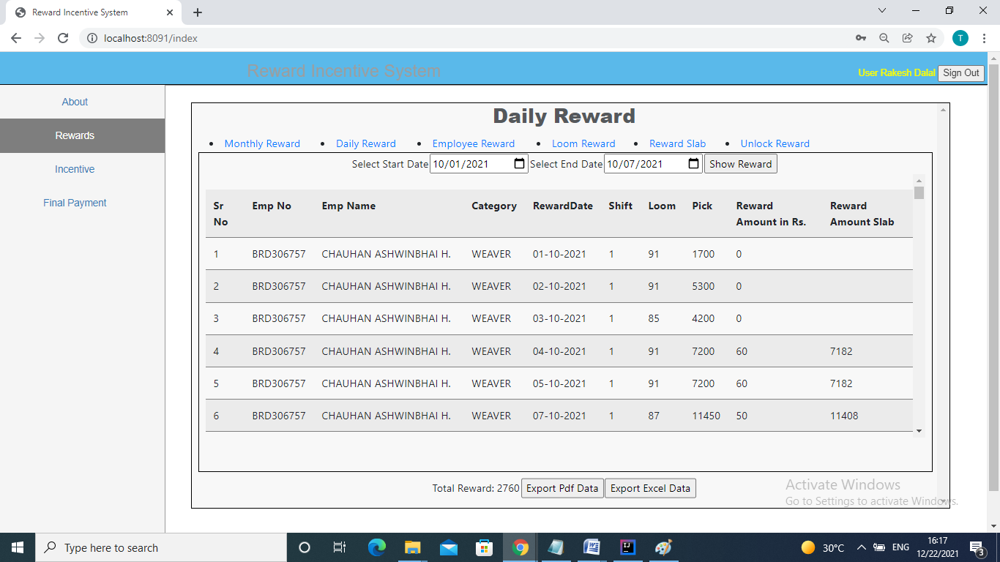 Reward Incentive System
localhost:8091/index
T
Reward Incentive System
User Rakesh Dalal Sign Out
About
Rewards
Incentive
Final Payment
Daily Reward
• Monthly Reward • Daily Reward • Employee Reward • Loom Reward • Reward Slab • Unlock Reward
Select Start Date 10/01/2021 Select End Date 10/07/2021 Show Reward
Sr No Emp No Emp Name Category RewardDate Shift Loom Pick Reward Amount in Rs. Reward Amount Slab
1 BRD306757 CHAUHAN ASHWINBHAI H. WEAVER 01-10-2021 1 91 1700 0
2 BRD306757 CHAUHAN ASHWINBHAI H. WEAVER 02-10-2021 1 91 5300 0
3 BRD306757 CHAUHAN ASHWINBHAI H. WEAVER 03-10-2021 1 85 4200 0
4 BRD306757 CHAUHAN ASHWINBHAI H. WEAVER 04-10-2021 1 91 7200 60 7182
5 BRD306757 CHAUHAN ASHWINBHAI H. WEAVER 05-10-2021 1 91 7200 60 7182
6 BRD306757 CHAUHAN ASHWINBHAI H. WEAVER 07-10-2021 1 87 11450 50 11408
Total Reward: 2760 Export Pdf Data Export Excel Data
Activate Windows
Go to Settings to activate Windows.
Type here to search
30°C ENG
16:17
12/22/2021
3